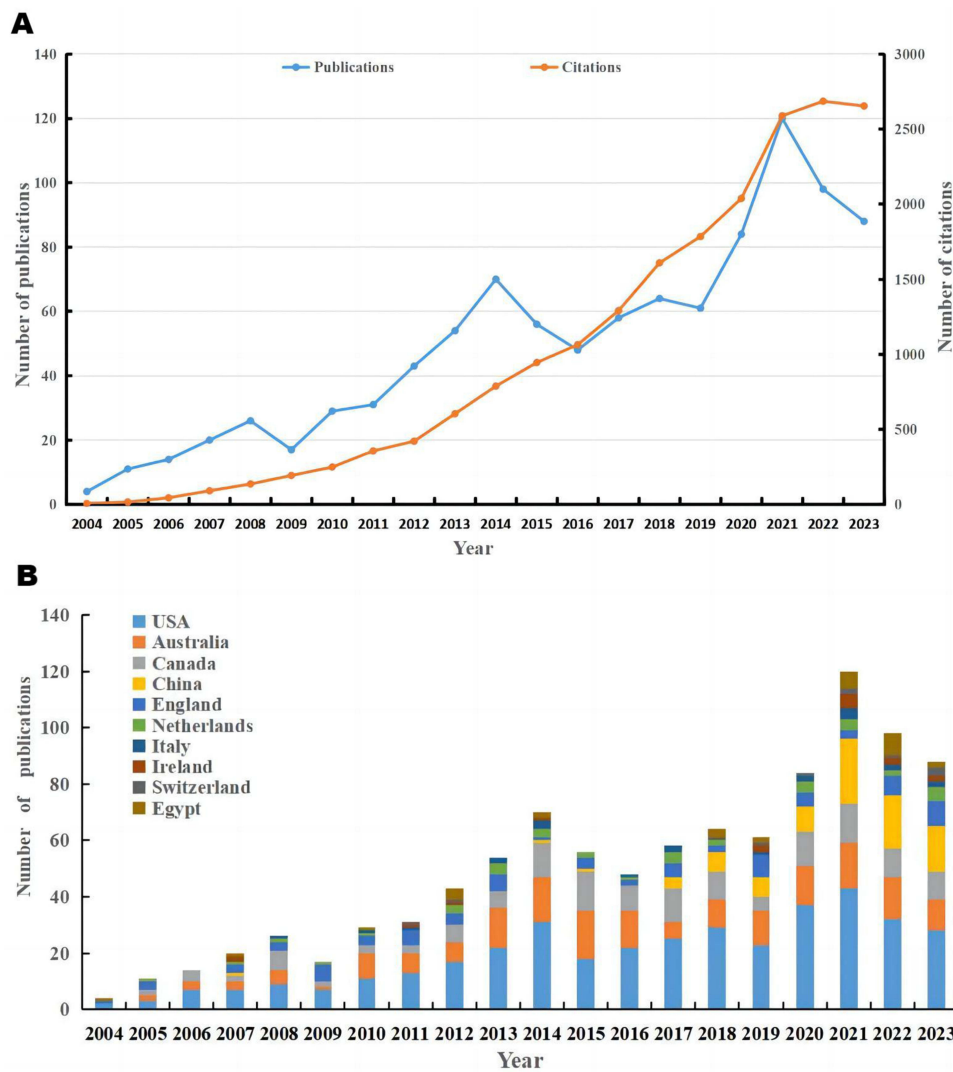 A
140 3000
Publications Citations
120 2500
100
2000
80
Number of publications
1500
Number of citations
60
1000
40
20 500
0 0
2004 2005 2006 2007 2008 2009 2010 2011 2012 2013 2014 2015 2016 2017 2018 2019 2020 2021 2022 2023
Year
B
140
USA
Australia
120
Canada
China
100
England
Netherlands
80
Italy
Ireland
Switzerland
Egypt
Number of publications
60
40
20
0
2004 2005 2006 2007 2008 2009 2010 2011 2012 2013 2014 2015 2016 2017 2018 2019 2020 2021 2022 2023
Year